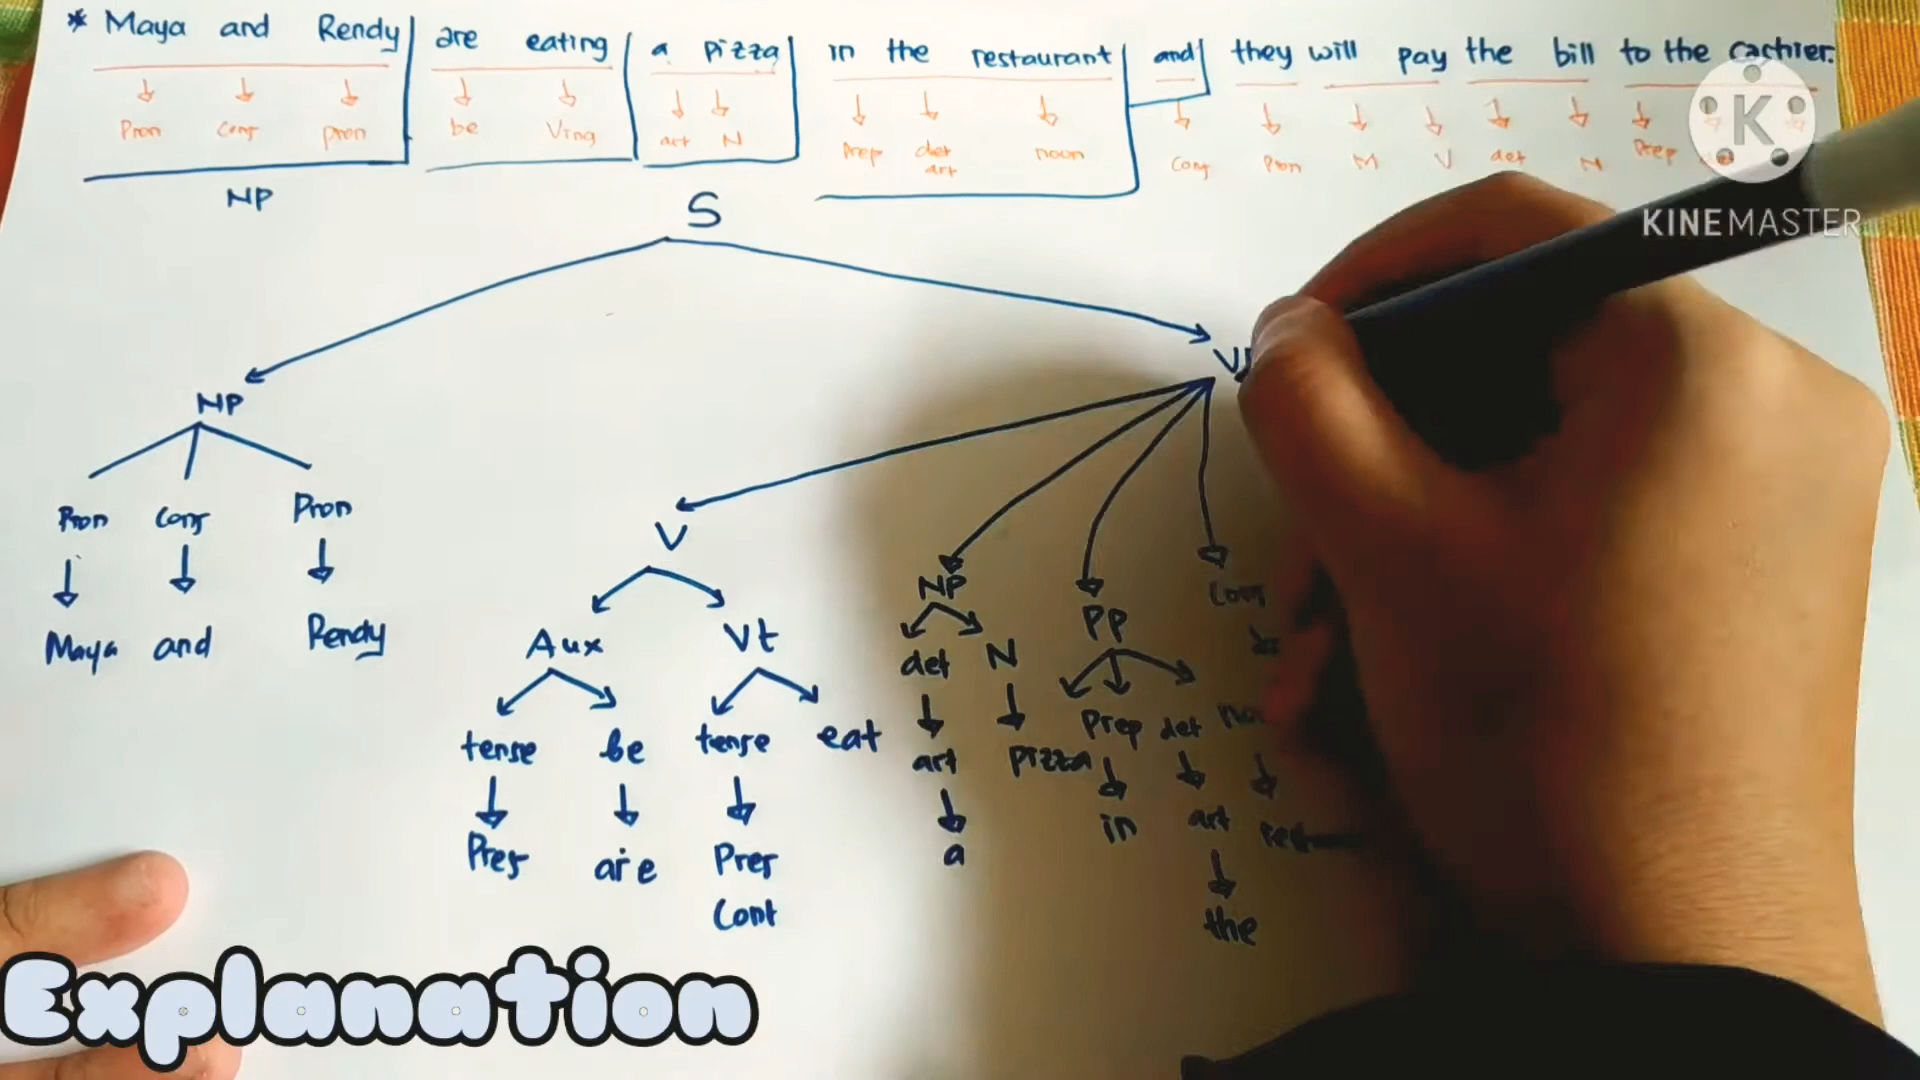 * Maya and Rendy are eating a pizza in the restaurant and they will pay the bill to the cachier.
Pron Conj pron be Ving art N Prep det noon Conj Pron M V det N Prep
art
NP
S
KINEMASTER
NP
Pron Conj Pron
V
NP
PP
Conj
Maya and Rendy
Aux Vt
det N
Prep det
tense be tense eat
art pizza
in art
Pres are Pres
Cont
a
the
Explanation